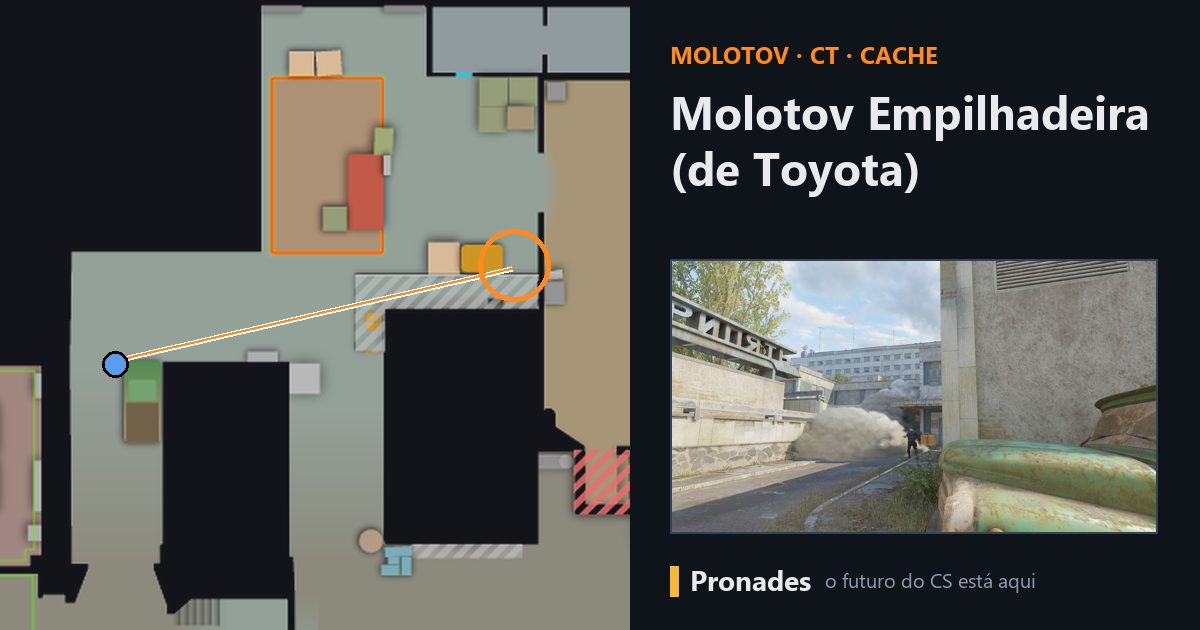 MOLOTOV · CT · CACHE
Molotov Empilhadeira
(de Toyota)
Pronades o futuro do CS está aqui